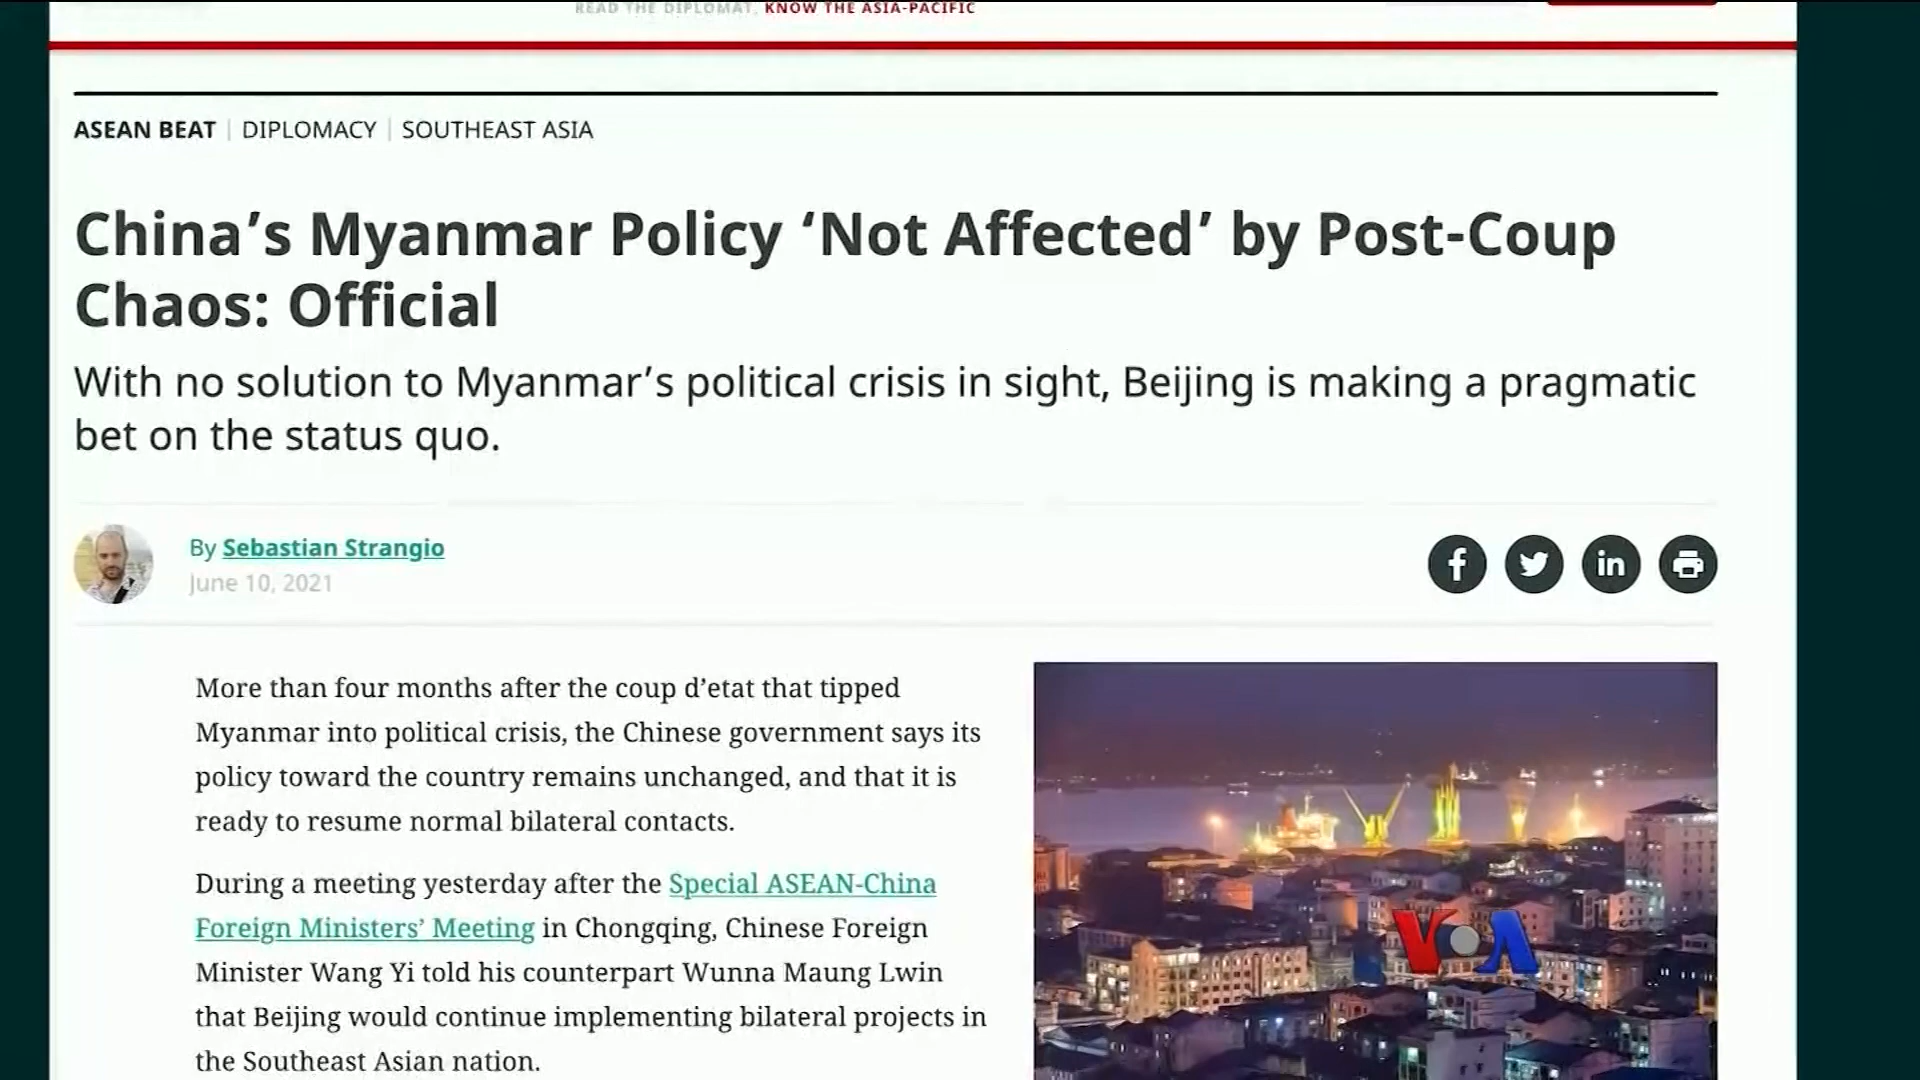 READ THE DIPLOMAT, KNOW THE ASIA-PACIFIC
ASEAN BEAT | DIPLOMACY | SOUTHEAST ASIA
China’s Myanmar Policy ‘Not Affected’ by Post-Coup
Chaos: Official
With no solution to Myanmar’s political crisis in sight, Beijing is making a pragmatic
bet on the status quo.
By Sebastian Strangio
June 10, 2021
More than four months after the coup d’etat that tipped
Myanmar into political crisis, the Chinese government says its
policy toward the country remains unchanged, and that it is
ready to resume normal bilateral contacts.
During a meeting yesterday after the Special ASEAN-China
Foreign Ministers’ Meeting in Chongqing, Chinese Foreign
Minister Wang Yi told his counterpart Wunna Maung Lwin
that Beijing would continue implementing bilateral projects in
the Southeast Asian nation.
VOA